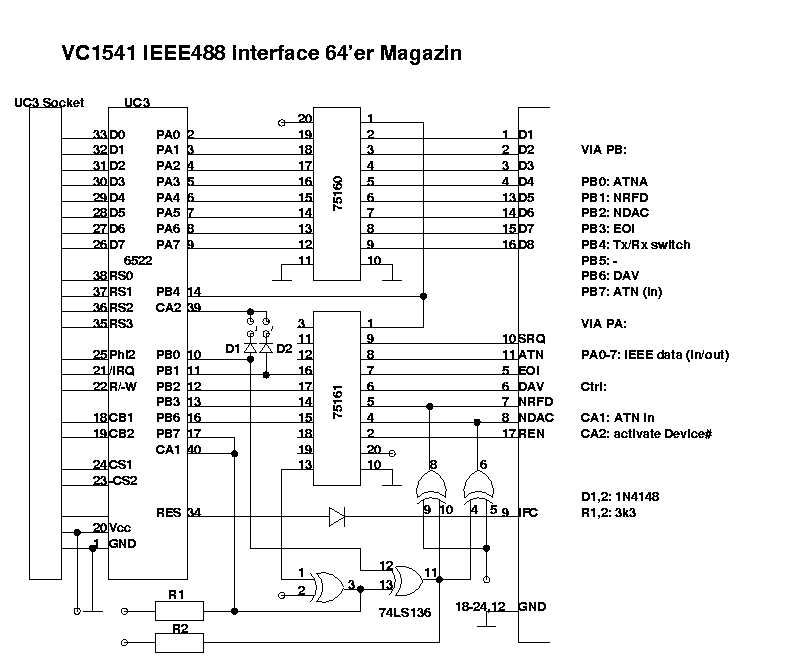 VC1541 IEEE488 interface 64'er Magazin
UC3 Socket UC3
20 1
33 D0 PA0 2 19 2 1 D1
32 D1 PA1 3 18 3 2 D2 VIA PB:
31 D2 PA2 4 17 4 3 D3
30 D3 PA3 5 16 5 4 D4 PB0: ATNA
29 D4 PA4 6 15 6 13 D5 PB1: NRFD
28 D5 PA5 7 14 7 14 D6 PB2: NDAC
27 D6 PA6 8 13 8 15 D7 PB3: EOI
26 D7 PA7 9 12 9 16 D8 PB4: Tx/Rx switch
75160
6522 11 10 PB5: -
38 RS0 PB6: DAV
37 RS1 PB4 14 PB7: ATN (in)
36 RS2 CA2 39
35 RS3 3 1 VIA PA:
11 9 10 SRQ
D1 D2
25 Phi2 PB0 10 12 8 11 ATN PA0-7: IEEE data (in/out)
21 /IRQ PB1 11 16 7 5 EOI
22 R/-W PB2 12 17 6 6 DAV Ctrl:
PB3 13 14 5 7 NRFD
75161
18 CB1 PB6 16 15 4 8 NDAC CA1: ATN in
19 CB2 PB7 17 18 2 17 REN CA2: activate Device#
CA1 40 19 20
24 CS1 13 10 8 6
23 -CS2
D1,2: 1N4148
RES 34 9 10 4 5 9 IFC R1,2: 3k3
20 Vcc
1 GND
1 3 12 11
2 13
R1 74LS136 18-24,12 GND
R2